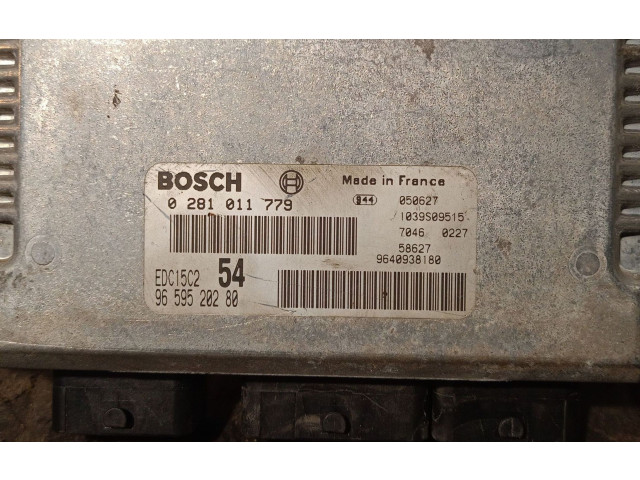 BOSCH
Made in France
0 281 011 779
944 050627
1039S09515
7046 0227
58627
9640938180
EDC15C2 54
96 595 202 80